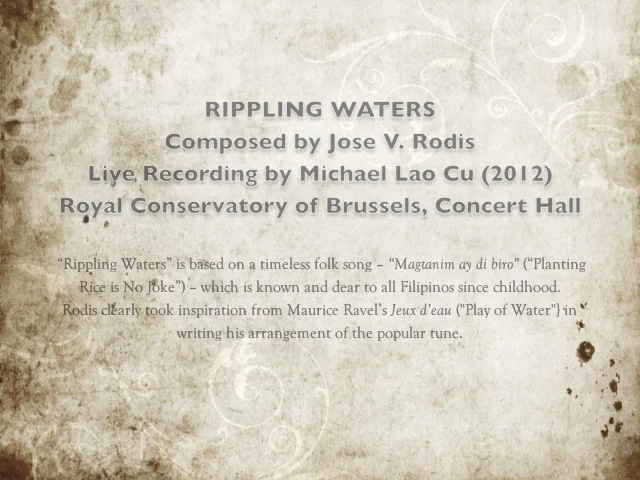 RIPPLING WATERS
Composed by Jose V. Rodis
Live Recording by Michael Lao Cu (2012)
Royal Conservatory of Brussels, Concert Hall
“Rippling Waters” is based on a timeless folk song – “Magtanim ay di biro” (“Planting
Rice is No Joke”) – which is known and dear to all Filipinos since childhood.
Rodis clearly took inspiration from Maurice Ravel’s Jeux d’eau ("Play of Water") in
writing his arrangement of the popular tune.